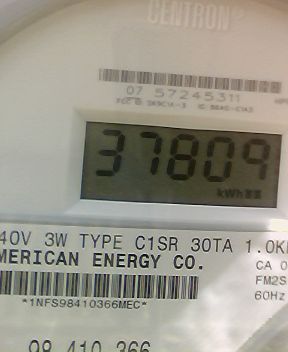 CENTRON
07 57245311
37809
kWh
40V 3W TYPE C1SR 30TA 1.0K
MERICAN ENERGY CO.
CA 0
FM2S
*1NFS98410366MEC*
60Hz
98 410 366